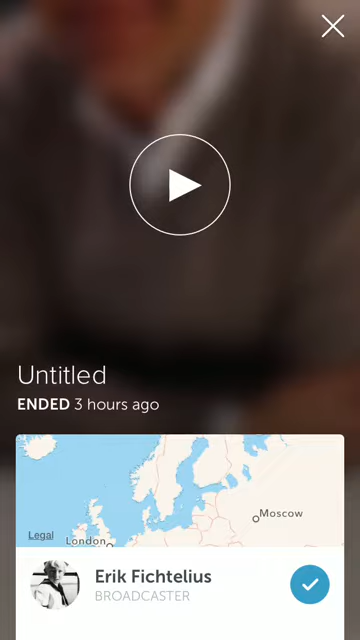 Untitled
ENDED 3 hours ago
Moscow
Legal
London
Erik Fichtelius
BROADCASTER